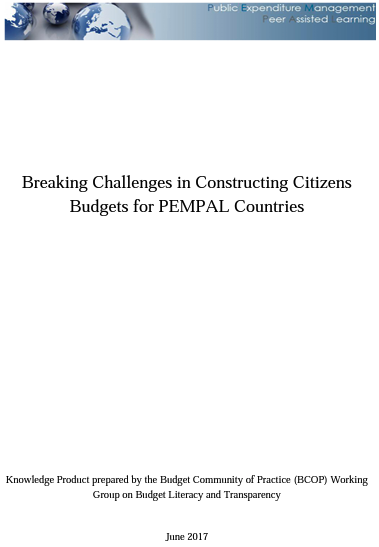 Public Expenditure Management
Peer Assisted Learning
Breaking Challenges in Constructing Citizens
Budgets for PEMPAL Countries
Knowledge Product prepared by the Budget Community of Practice (BCOP) Working
Group on Budget Literacy and Transparency
June 2017